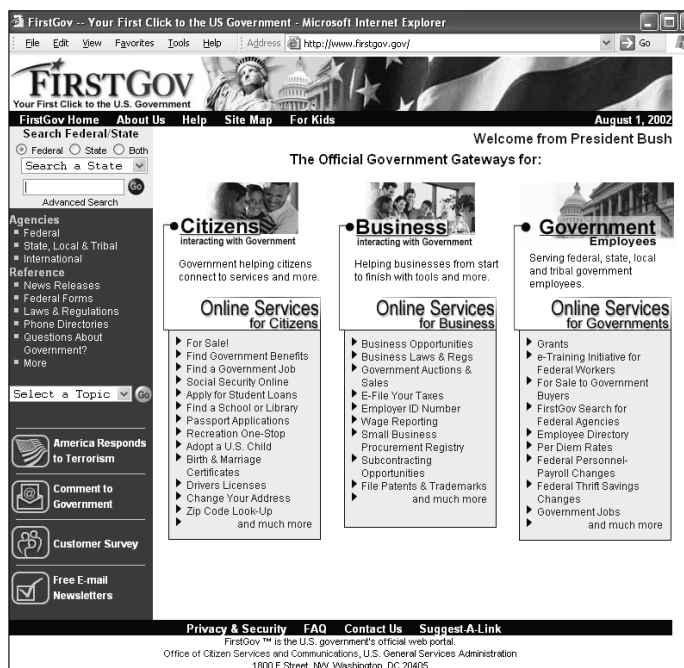 FirstGov -- Your First Click to the US Government - Microsoft Internet Explorer
File Edit View Favorites Tools Help Address http://www.firstgov.gov/ Go
FIRSTGOV
Your First Click to the U.S. Government
FirstGov Home About Us Help Site Map For Kids August 1, 2002
Search Federal/State
Federal State Both
Search a State
Go
Advanced Search
Agencies
Federal
State, Local & Tribal
International
Reference
News Releases
Federal Forms
Laws & Regulations
Phone Directories
Questions About
Government?
More
Select a Topic Go
America Responds
to Terrorism
Comment to
Government
Customer Survey
Free E-mail
Newsletters
Welcome from President Bush
The Official Government Gateways for:
Citizens
interacting with Government
Government helping citizens
connect to services and more.
Online Services
for Citizens
For Sale!
Find Government Benefits
Find a Government Job
Social Security Online
Apply for Student Loans
Find a School or Library
Passport Applications
Recreation One-Stop
Adopt a U.S. Child
Birth & Marriage
Certificates
Drivers Licenses
Change Your Address
Zip Code Look-Up
and much more
Business
interacting with Government
Helping businesses from start
to finish with tools and more.
Online Services
for Business
Business Opportunities
Business Laws & Regs
Government Auctions &
Sales
E-File Your Taxes
Employer ID Number
Wage Reporting
Small Business
Procurement Registry
Subcontracting
Opportunities
File Patents & Trademarks
and much more
Government
Employees
Serving federal, state, local
and tribal government
employees.
Online Services
for Governments
Grants
e-Training Initiative for
Federal Workers
For Sale to Government
Buyers
FirstGov Search for
Federal Agencies
Employee Directory
Per Diem Rates
Federal Personnel-
Payroll Changes
Federal Thrift Savings
Changes
Government Jobs
and much more
Privacy & Security FAQ Contact Us Suggest-A-Link
FirstGov ™ is the U.S. government's official web portal.
Office of Citizen Services and Communications, U.S. General Services Administration
1800 F Street, NW, Washington, DC 20405